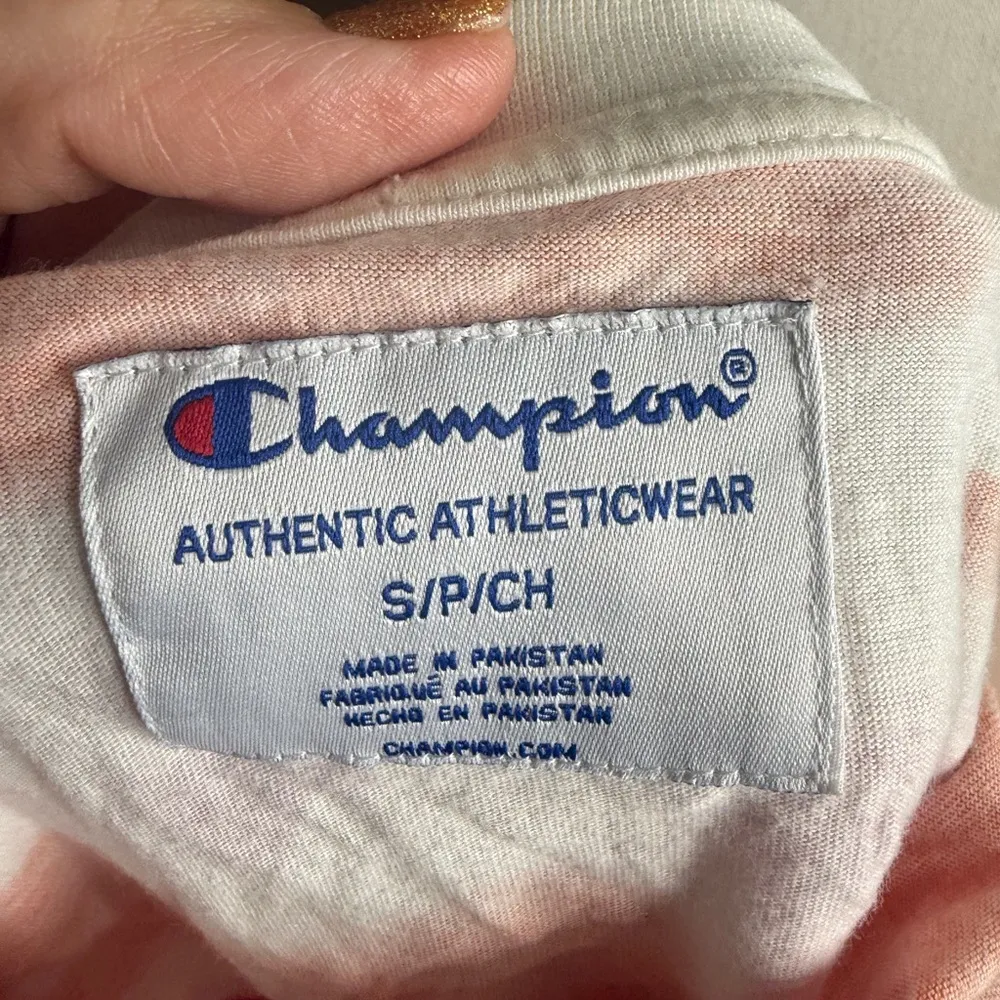 Champion®
AUTHENTIC ATHLETICWEAR
S/P/CH
MADE IN PAKISTAN
FABRIQUÉ AU PAKISTAN
HECHO EN PAKISTAN
CHAMPION.COM